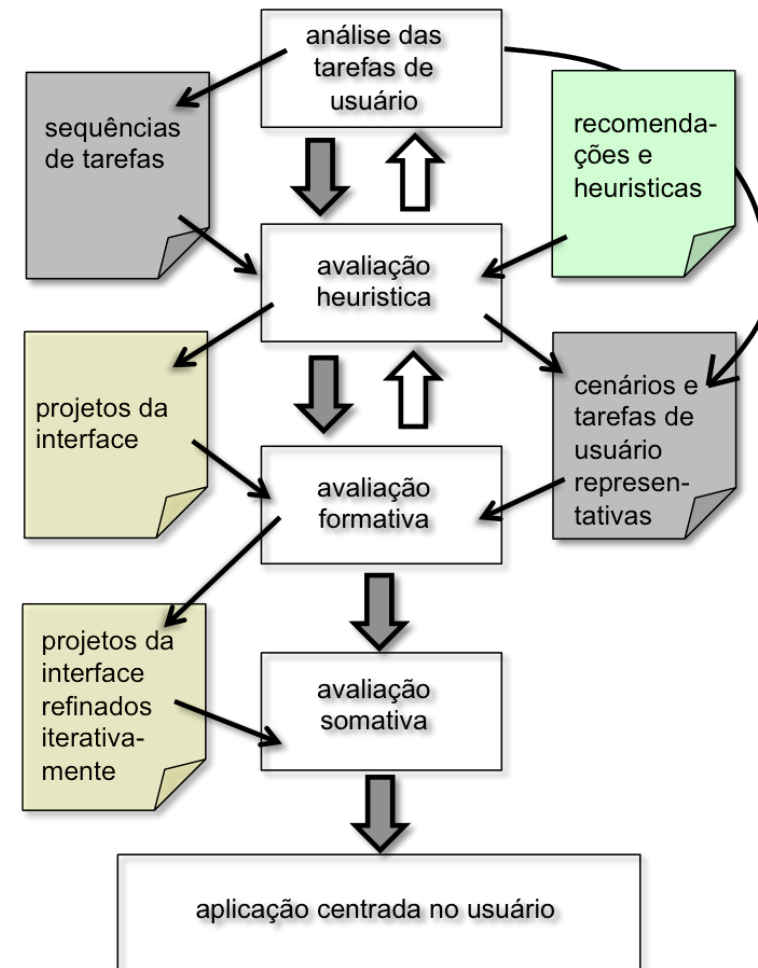 análise das
tarefas de
usuário
sequências
de tarefas
recomenda-
ções e
heuristicas
avaliação
heuristica
projetos da
interface
cenários e
tarefas de
usuário
represen-
tativas
avaliação
formativa
projetos da
interface
refinados
iterativa-
mente
avaliação
somativa
aplicação centrada no usuário